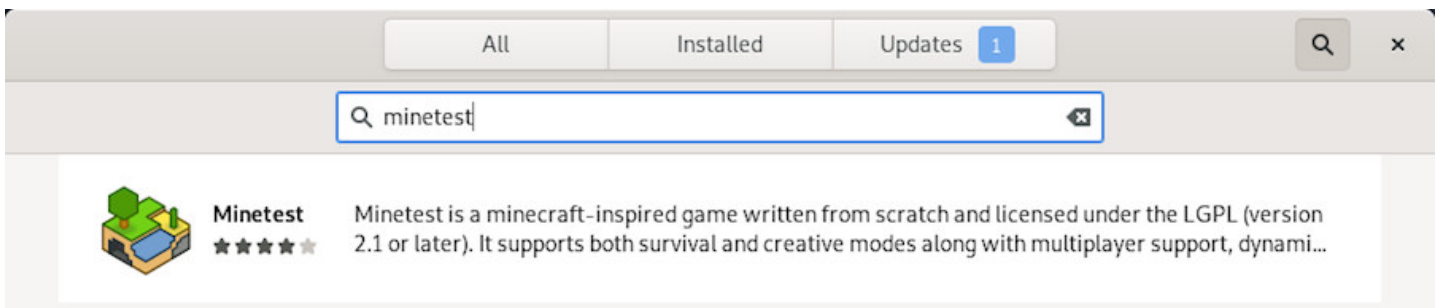 All Installed Updates 1
minetest
Minetest
Minetest is a minecraft-inspired game written from scratch and licensed under the LGPL (version
2.1 or later). It supports both survival and creative modes along with multiplayer support, dynami...